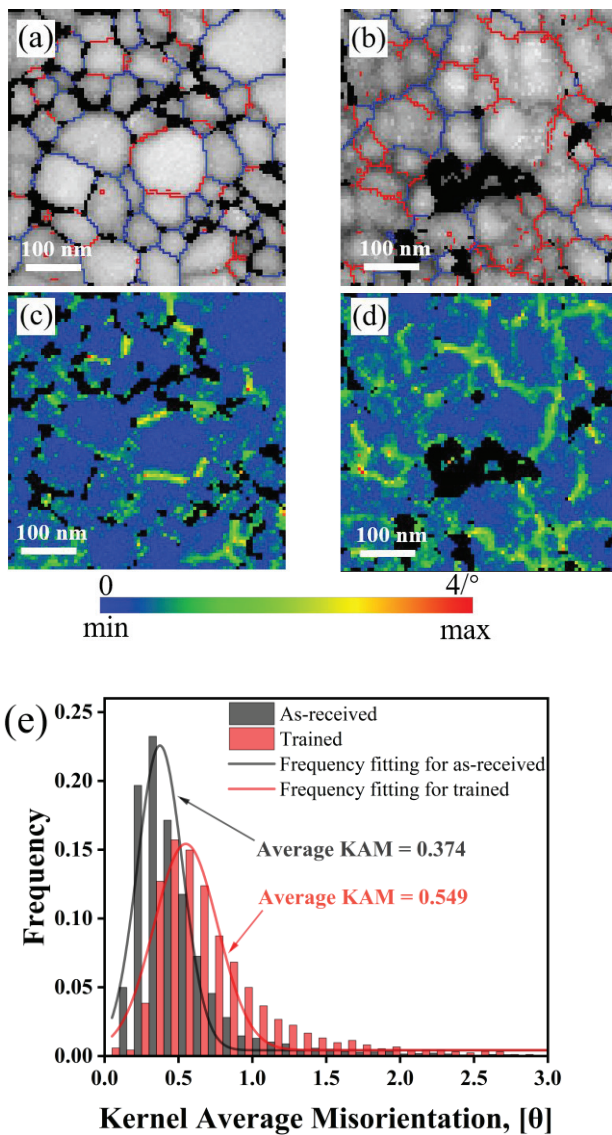 (a)
(b)
100 nm
100 nm
(c)
(d)
100 nm
100 nm
0
4/°
min
max
(e)
As-received
Trained
Frequency fitting for as-received
Frequency fitting for trained
Average KAM = 0.374
Average KAM = 0.549
Frequency
0.25
0.20
0.15
0.10
0.05
0.00
0.0
0.5
1.0
1.5
2.0
2.5
3.0
Kernel Average Misorientation, [θ]